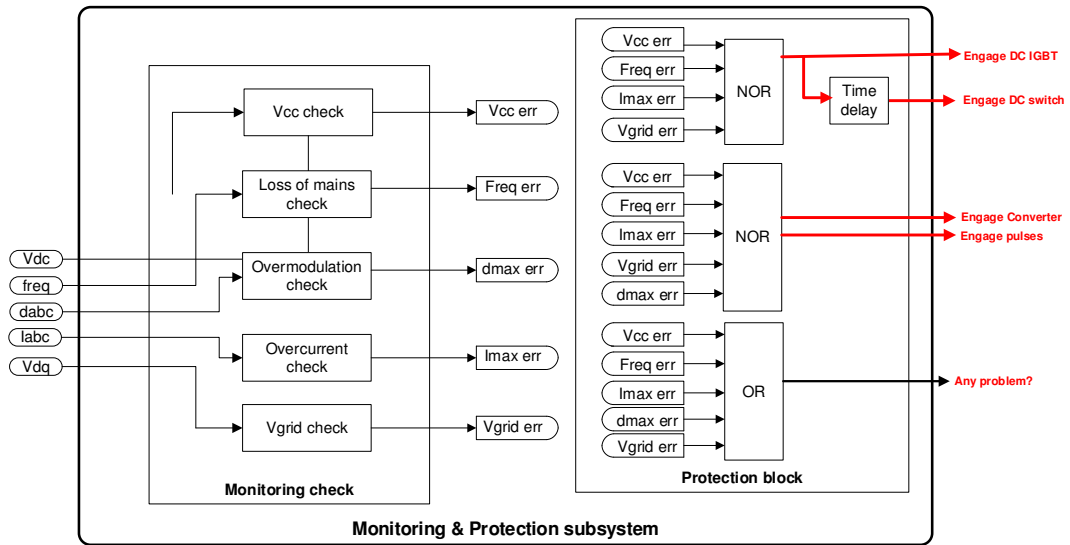 Vdc
freq
dabc
Iabc
Vdq
Vcc check
Loss of mains
check
Overmodulation
check
Overcurrent
check
Vgrid check
Monitoring check
Vcc err
Freq err
dmax err
Imax err
Vgrid err
Vcc err
Freq err
Imax err
Vgrid err
NOR
Time
delay
Engage DC IGBT
Engage DC switch
Vcc err
Freq err
Imax err
Vgrid err
dmax err
NOR
Engage Converter
Engage pulses
Vcc err
Freq err
Imax err
dmax err
Vgrid err
OR
Any problem?
Protection block
Monitoring & Protection subsystem